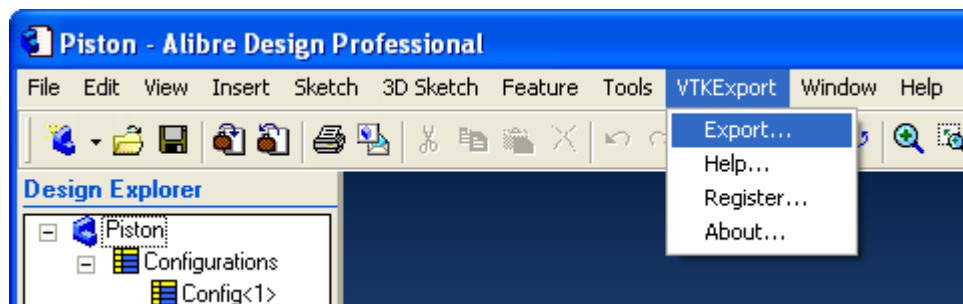 Piston - Alibre Design Professional
File Edit View Insert Sketch 3D Sketch Feature Tools VTKExport Window Help
Export...
Help...
Register...
About...
Design Explorer
Piston
Configurations
Config<1>